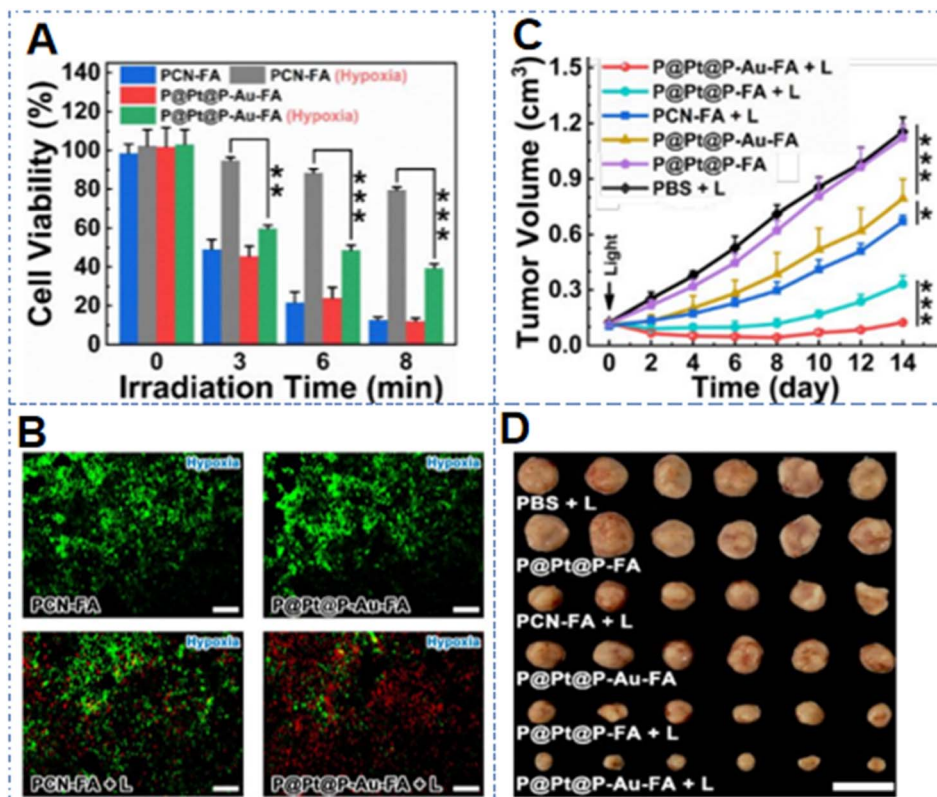 A
Cell Viability (%)
140
120
100
80
60
40
20
0
PCN-FA
PCN-FA (Hypoxia)
P@Pt@P-Au-FA
P@Pt@P-Au-FA (Hypoxia)
**
***
***
0 3 6 8
Irradiation Time (min)
C
Tumor Volume (cm³)
1.5
1.2
0.9
0.6
0.3
0.0
P@Pt@P-Au-FA + L
P@Pt@P-FA + L
PCN-FA + L
P@Pt@P-Au-FA
P@Pt@P-FA
PBS + L
Light
***
*
***
0 2 4 6 8 10 12 14
Time (day)
B
Hypoxia
PCN-FA
Hypoxia
P@Pt@P-Au-FA
Hypoxia
PCN-FA + L
Hypoxia
P@Pt@P-Au-FA + L
D
PBS + L
P@Pt@P-FA
PCN-FA + L
P@Pt@P-Au-FA
P@Pt@P-FA + L
P@Pt@P-Au-FA + L